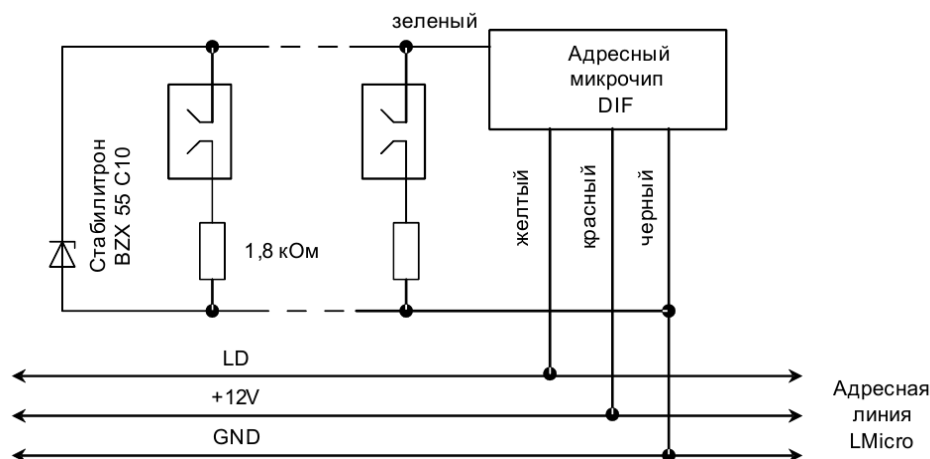 зеленый
Адресный
микрочип
DIF
Стабилитрон
BZX 55 C10
1,8 кОм
желтый
красный
черный
LD
+12V
GND
Адресная
линия
LMicro